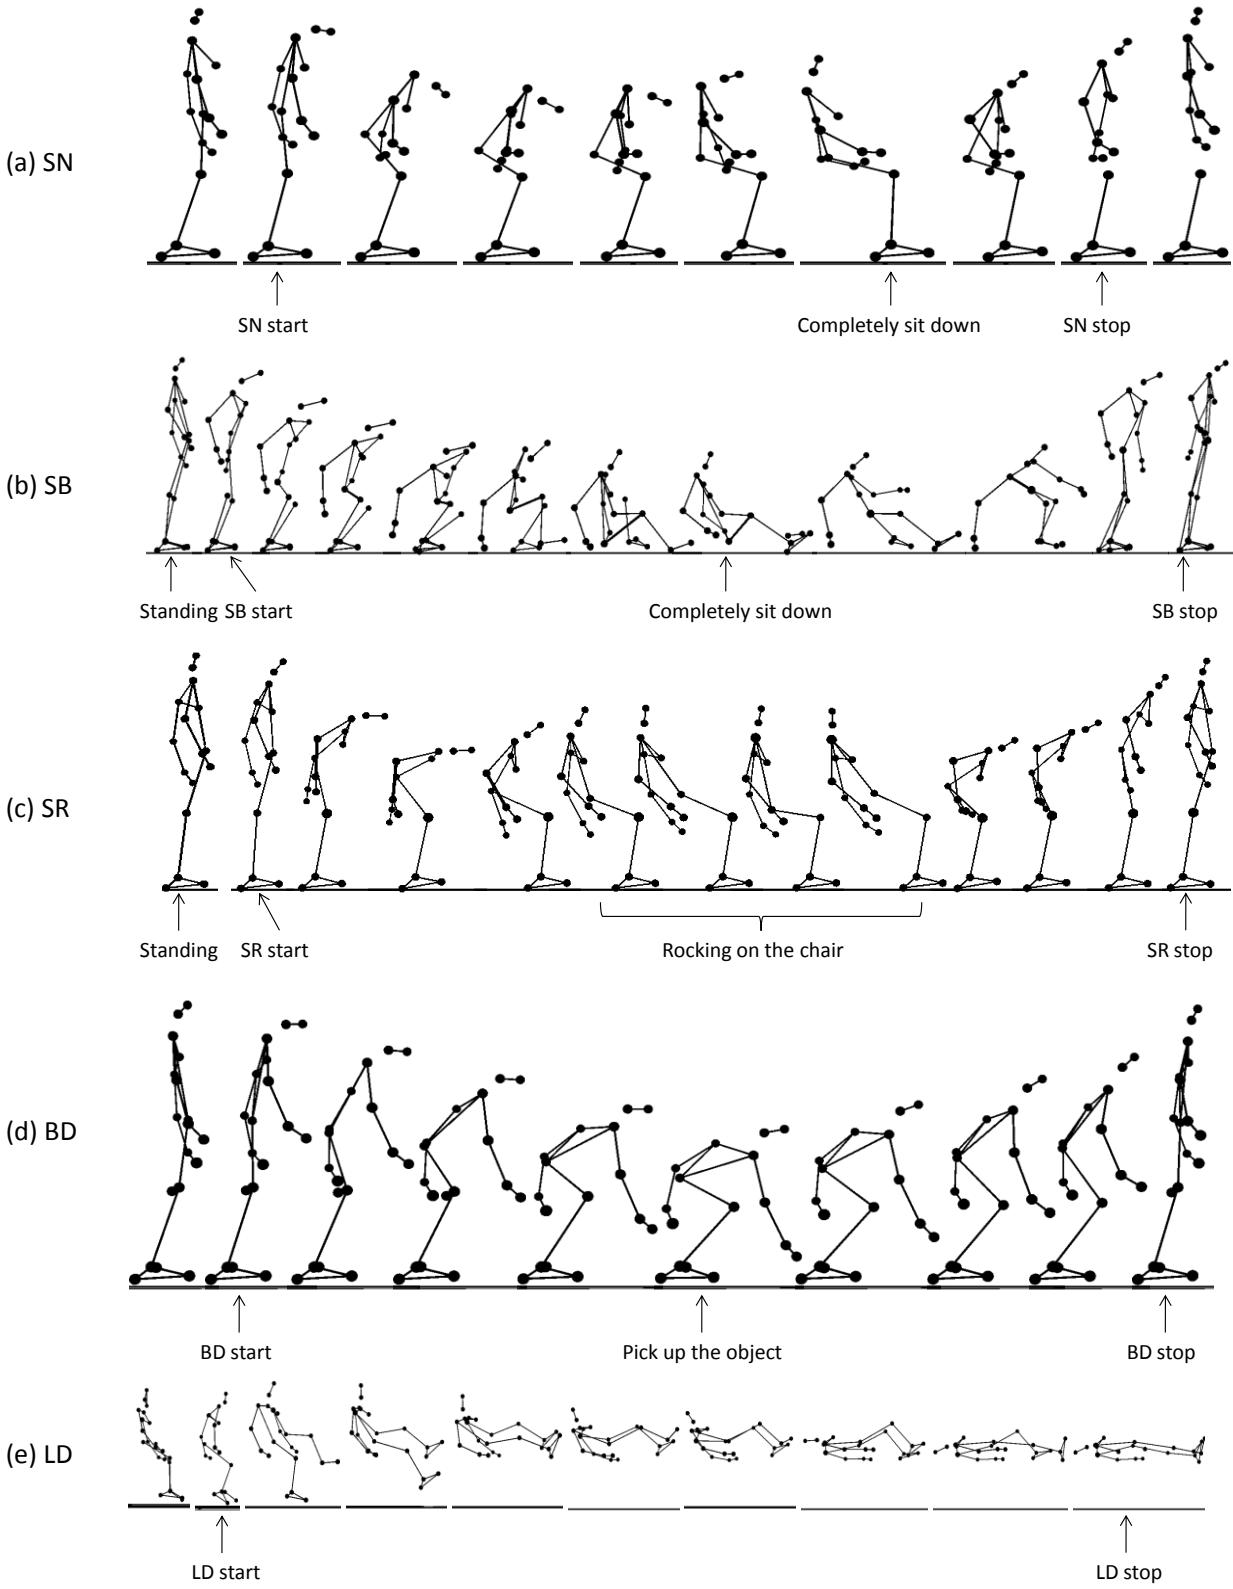 (a) SN
SN start
Completely sit down
SN stop
(b) SB
Standing
SB start
Completely sit down
SB stop
(c) SR
Standing
SR start
Rocking on the chair
SR stop
(d) BD
BD start
Pick up the object
BD stop
(e) LD
LD start
LD stop